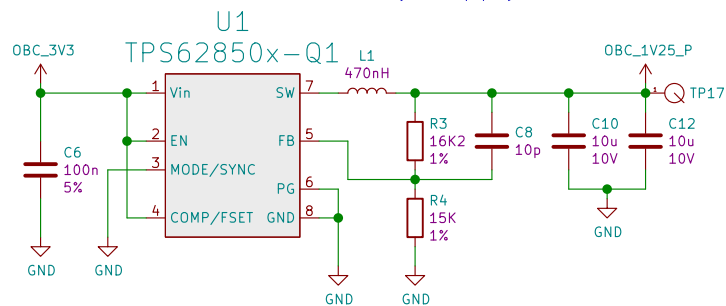 U1
TPS62850x-Q1
OBC_3V3
L1
470nH
OBC_1V25_P
1 Vin
SW 7
1 TP17
2 EN
FB 5
R3
16K2
1%
C8
10p
C10
10u
10V
C12
10u
10V
C6
100n
5%
3 MODE/SYNC
PG 6
4 COMP/FSET
GND 8
R4
15K
1%
GND
GND
GND
GND
GND